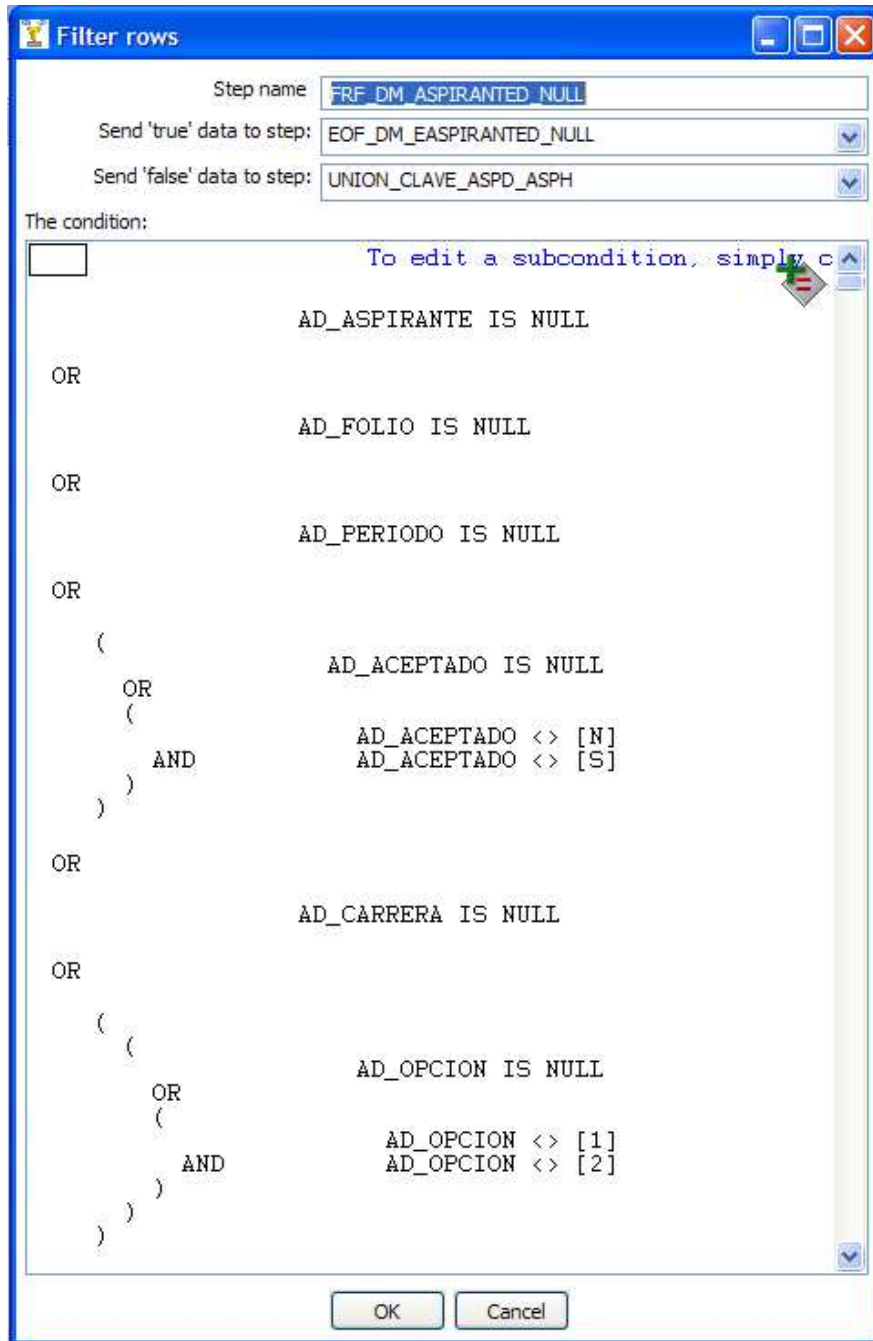 Filter rows
Step name FRF_DM_ASPIRANTED_NULL
Send 'true' data to step: EOF_DM_EASPIRANTED_NULL
Send 'false' data to step: UNION_CLAVE_ASPD_ASPH
The condition:
To edit a subcondition, simply c
AD_ASPIRANTE IS NULL
OR
AD_FOLIO IS NULL
OR
AD_PERIODO IS NULL
OR
(
AD_ACEPTADO IS NULL
OR
(
AD_ACEPTADO <> [N]
AND AD_ACEPTADO <> [S]
)
)
OR
AD_CARRERA IS NULL
OR
(
(
AD_OPCION IS NULL
OR
(
AD_OPCION <> [1]
AND AD_OPCION <> [2]
)
)
)
OK Cancel